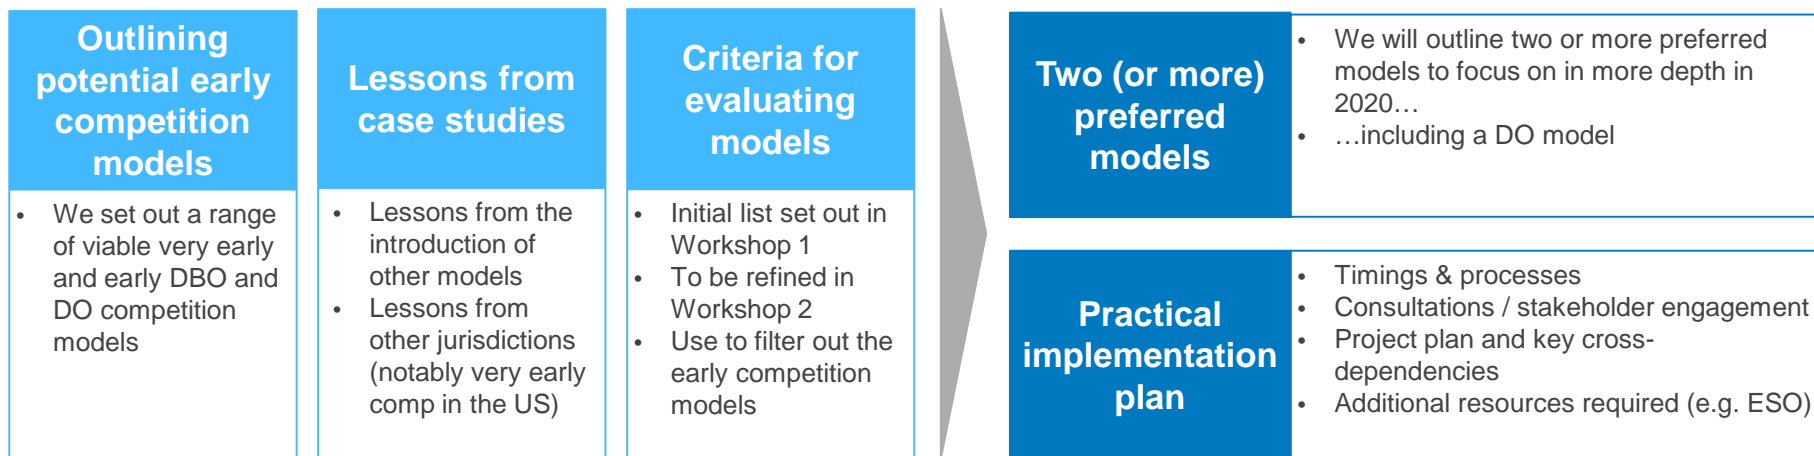 Outlining
potential early
competition
models
• We set out a range
of viable very early
and early DBO and
DO competition
models
Lessons from
case studies
• Lessons from the
introduction of
other models
• Lessons from
other jurisdictions
(notably very early
comp in the US)
Criteria for
evaluating
models
• Initial list set out in
Workshop 1
• To be refined in
Workshop 2
• Use to filter out the
early competition
models
Two (or more)
preferred
models
• We will outline two or more preferred
models to focus on in more depth in
2020…
• …including a DO model
Practical
implementation
plan
• Timings & processes
• Consultations / stakeholder engagement
• Project plan and key cross-
dependencies
• Additional resources required (e.g. ESO)